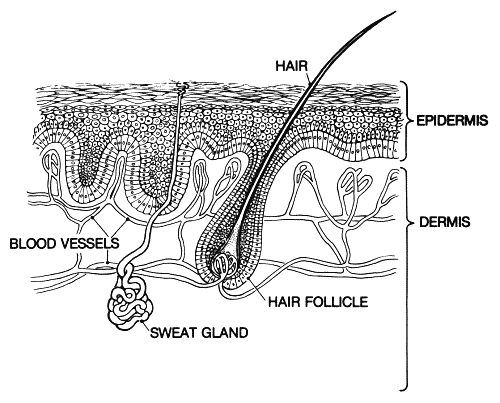 HAIR
EPIDERMIS
DERMIS
BLOOD VESSELS
HAIR FOLLICLE
SWEAT GLAND